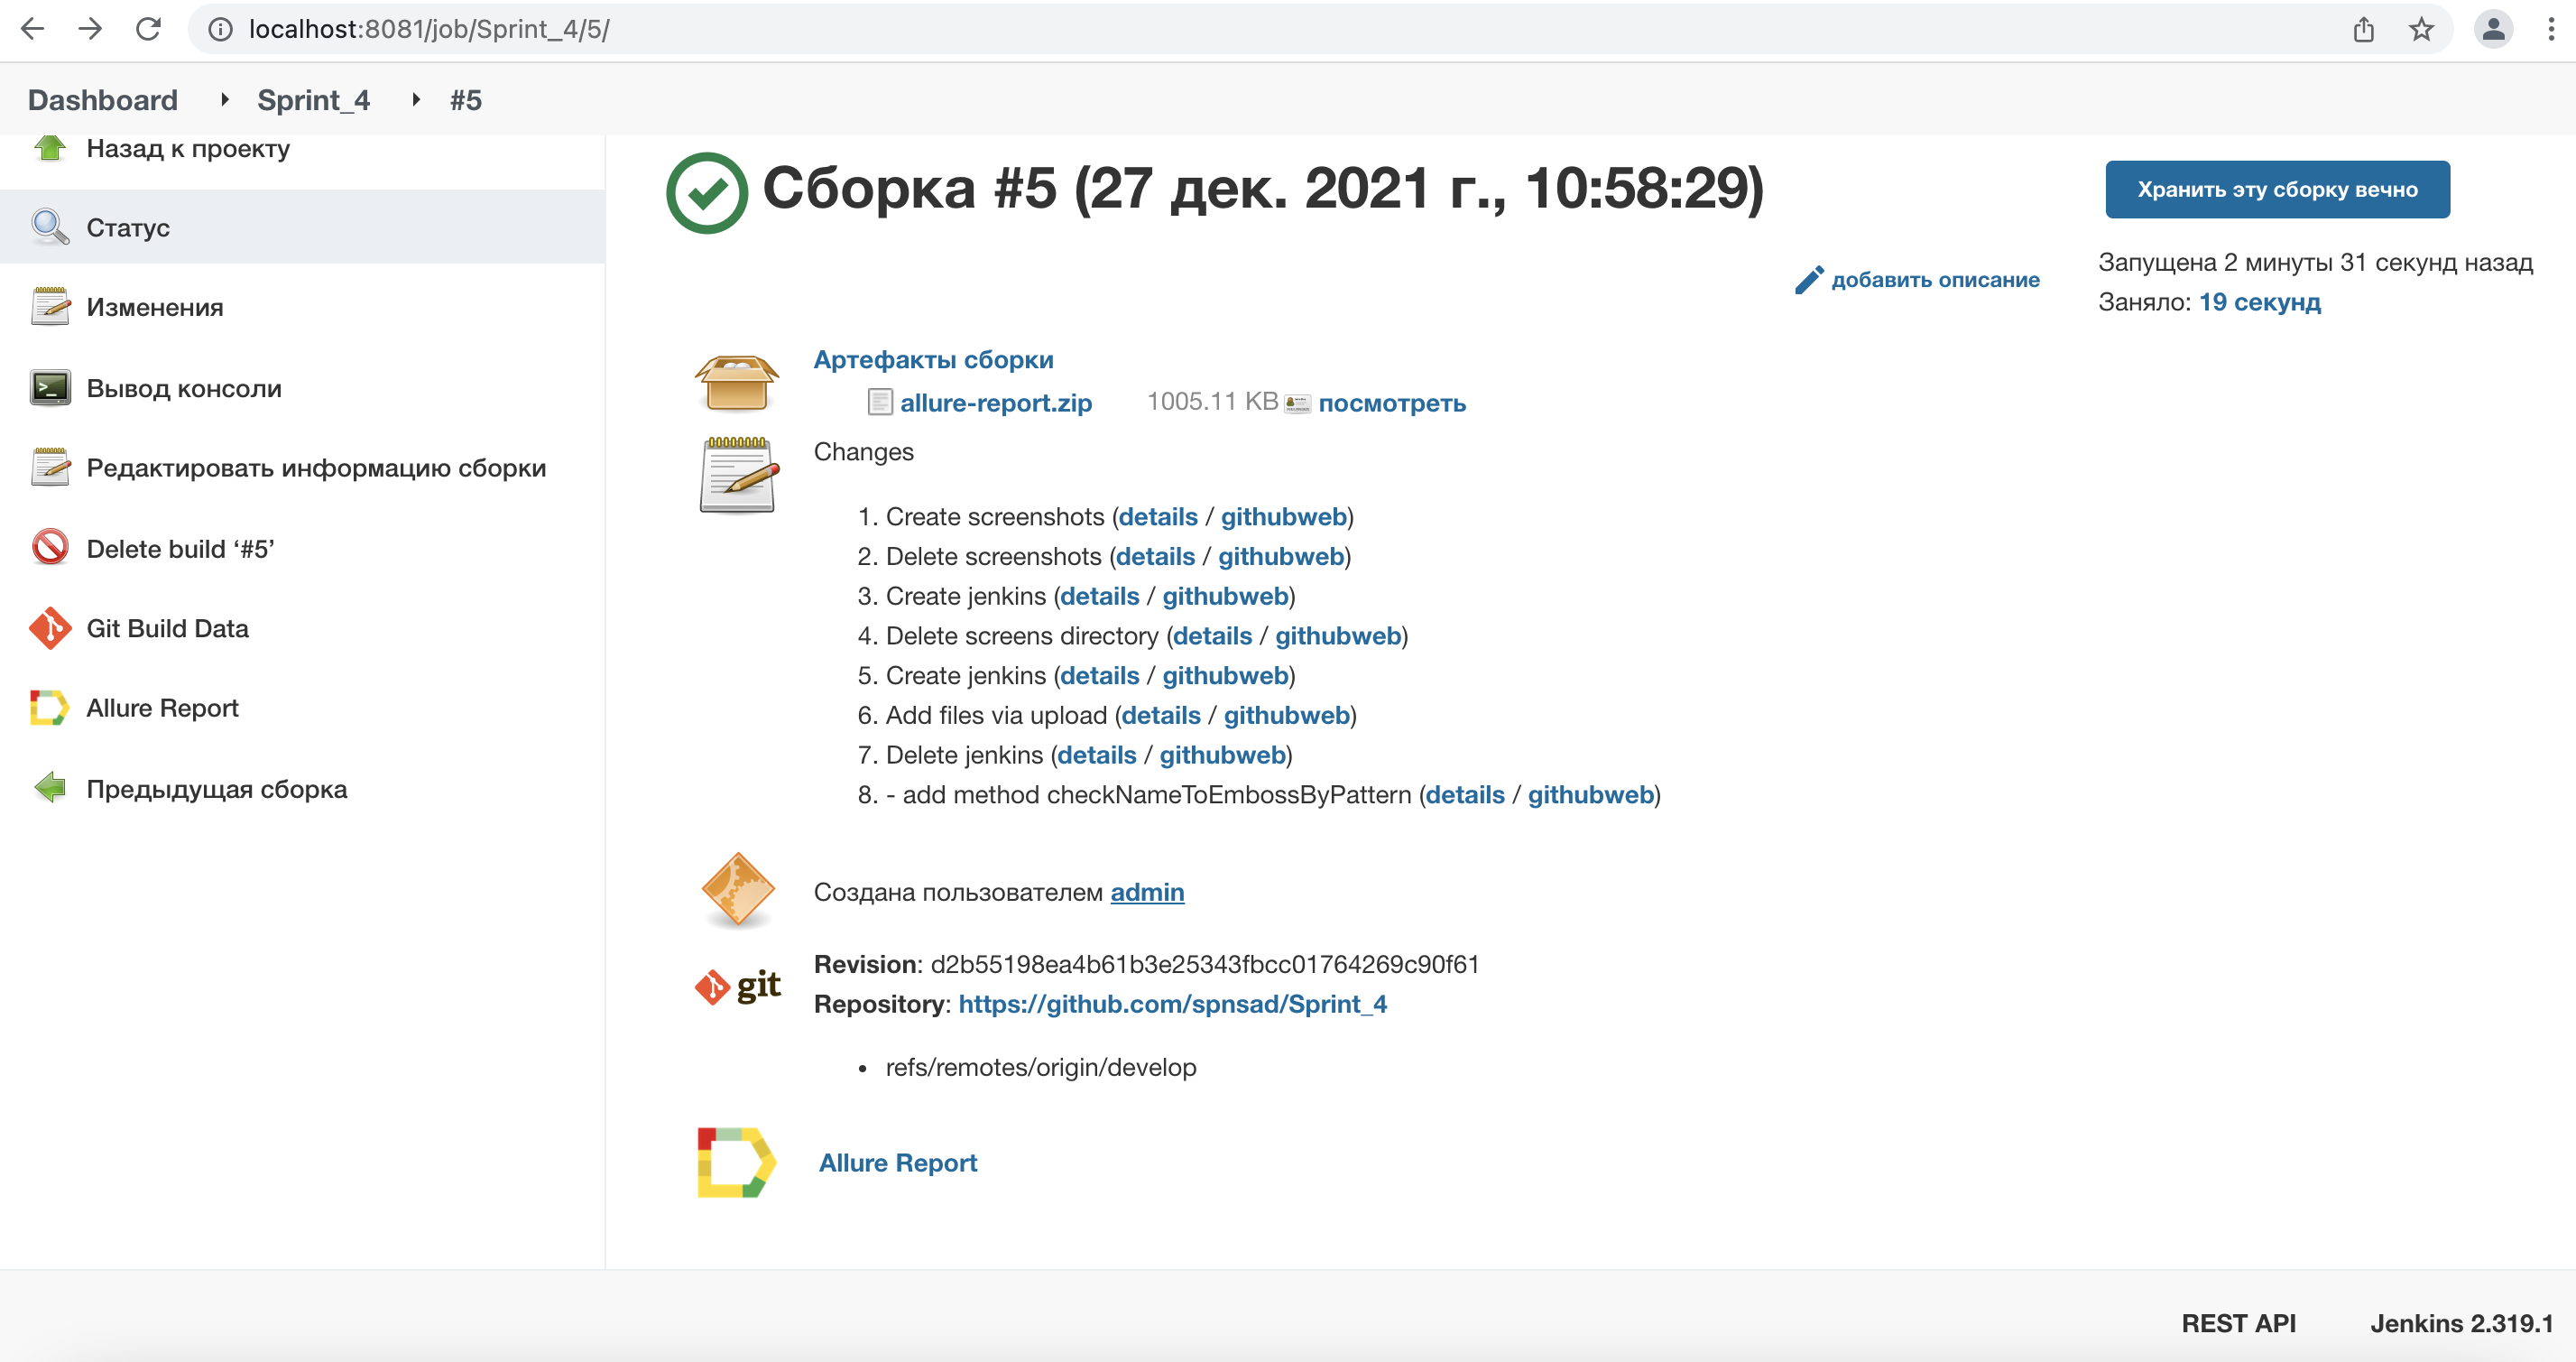 localhost:8081/job/Sprint_4/5/
Dashboard Sprint_4 #5
Назад к проекту
Статус
Изменения
Вывод консоли
Редактировать информацию сборки
Delete build ‘#5’
Git Build Data
Allure Report
Предыдущая сборка
Сборка #5 (27 дек. 2021 г., 10:58:29)
Хранить эту сборку вечно
добавить описание
Запущена 2 минуты 31 секунд назад
Заняло: 19 секунд
Артефакты сборки
allure-report.zip 1005.11 KB посмотреть
Changes
1. Create screenshots (details / githubweb)
2. Delete screenshots (details / githubweb)
3. Create jenkins (details / githubweb)
4. Delete screens directory (details / githubweb)
5. Create jenkins (details / githubweb)
6. Add files via upload (details / githubweb)
7. Delete jenkins (details / githubweb)
8. - add method checkNameToEmbossByPattern (details / githubweb)
Создана пользователем admin
git
Revision: d2b55198ea4b61b3e25343fbcc01764269c90f61
Repository: https://github.com/spnsad/Sprint_4
• refs/remotes/origin/develop
Allure Report
REST API Jenkins 2.319.1